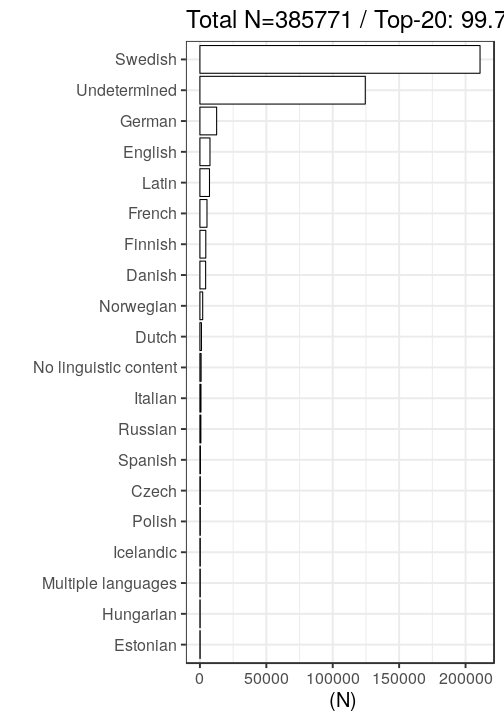 Total N=385771 / Top-20: 99.7
Swedish
Undetermined
German
English
Latin
French
Finnish
Danish
Norwegian
Dutch
No linguistic content
Italian
Russian
Spanish
Czech
Polish
Icelandic
Multiple languages
Hungarian
Estonian
0 50000 100000 150000 200000
(N)